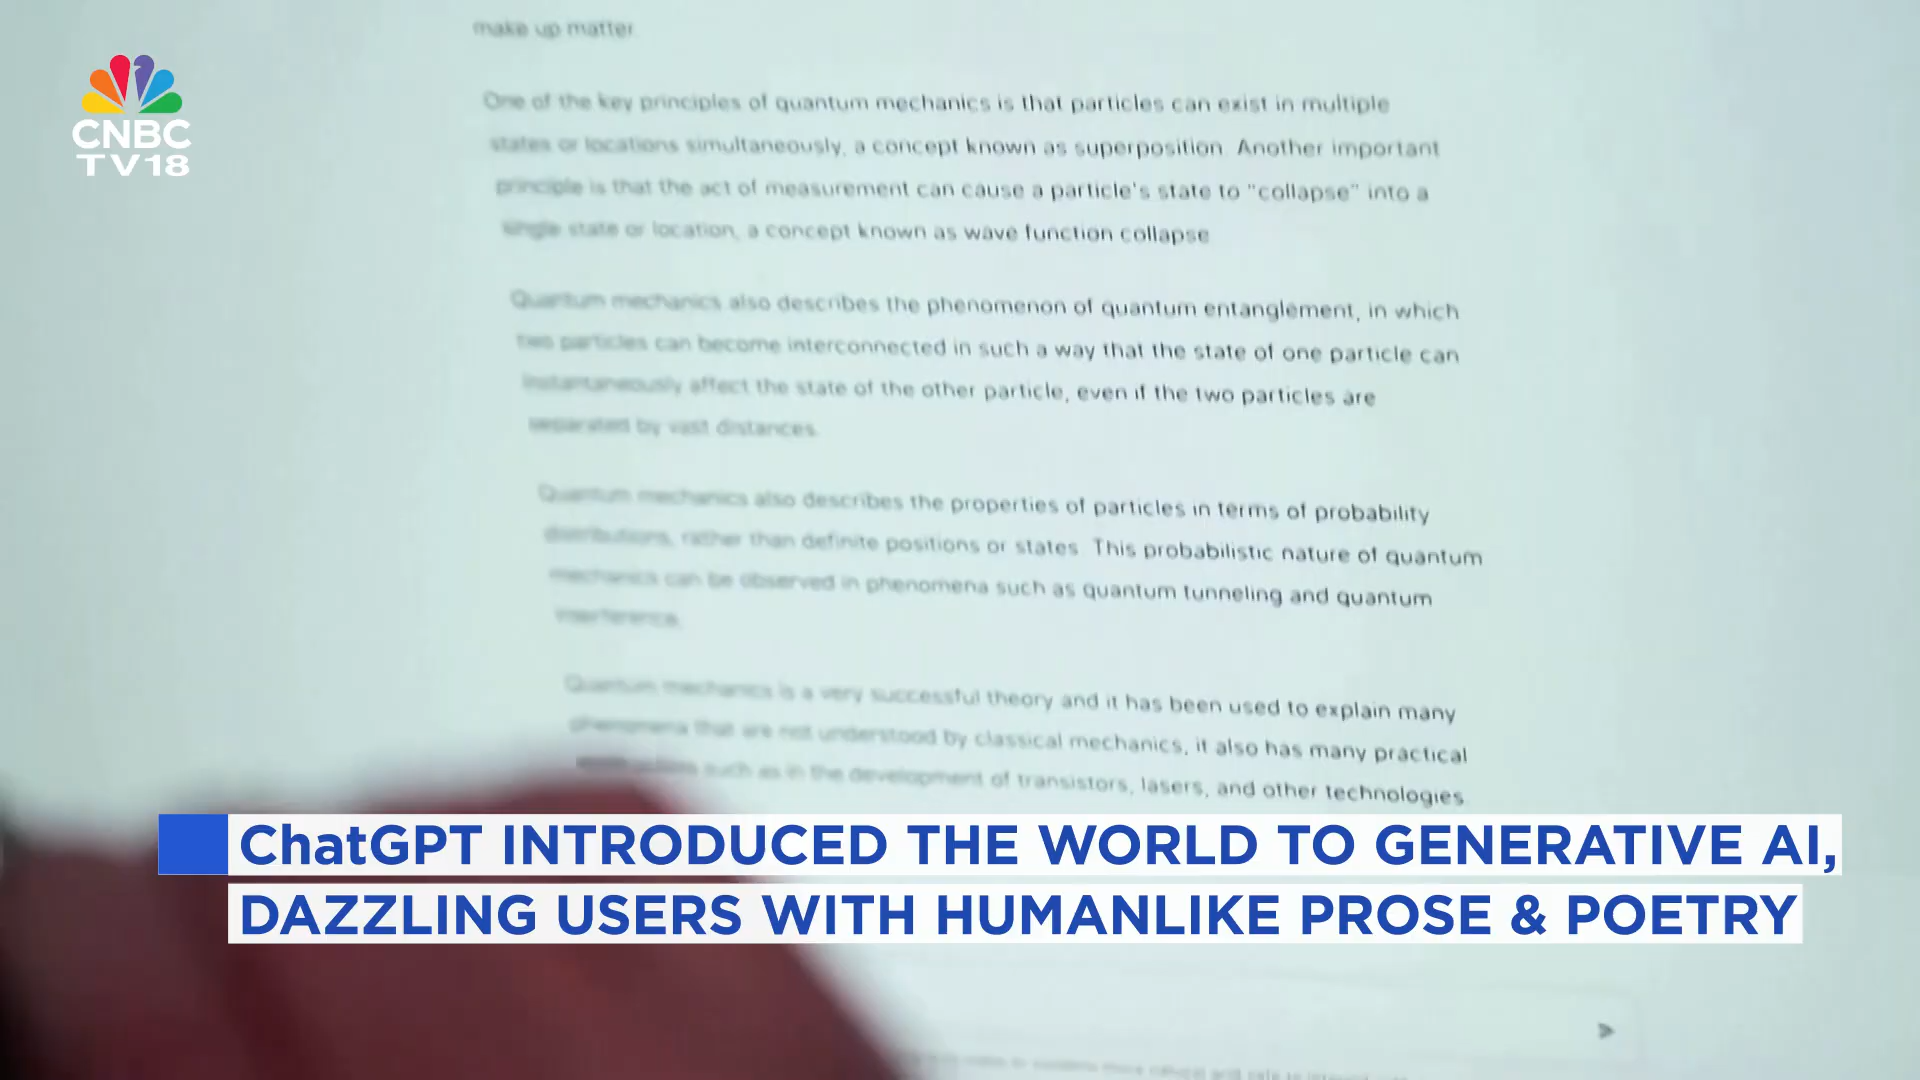 CNBC
TV18
make up matter
One of the key principles of quantum mechanics is that particles can exist in multiple
states or locations simultaneously, a concept known as superposition. Another important
principle is that the act of measurement can cause a particle's state to "collapse" into a
single state or location, a concept known as wave function collapse
Quantum mechanics also describes the phenomenon of quantum entanglement, in which
two particles can become interconnected in such a way that the state of one particle can
instantaneously affect the state of the other particle, even if the two particles are
separated by vast distances.
Quantum mechanics also describes the properties of particles in terms of probability
distributions, rather than definite positions or states. This probabilistic nature of quantum
mechanics can be observed in phenomena such as quantum tunneling and quantum
interference.
Quantum mechanics is a very successful theory and it has been used to explain many
phenomena that are not understood by classical mechanics, it also has many practical
such as in the development of transistors, lasers, and other technologies.
ChatGPT INTRODUCED THE WORLD TO GENERATIVE AI,
DAZZLING USERS WITH HUMANLIKE PROSE & POETRY